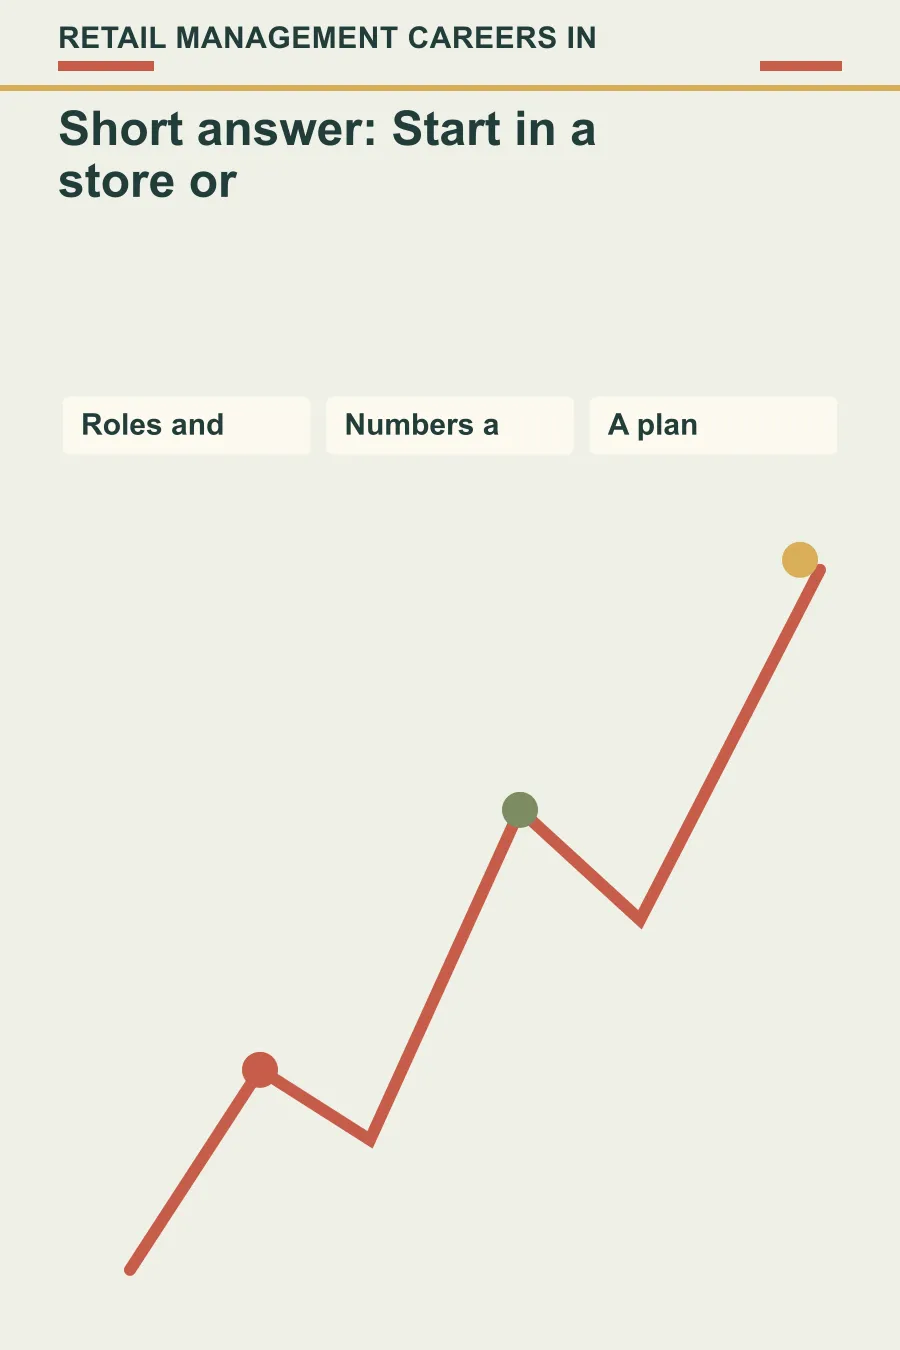 RETAIL MANAGEMENT CAREERS IN
Short answer: Start in a
store or
Roles and
Numbers a
A plan